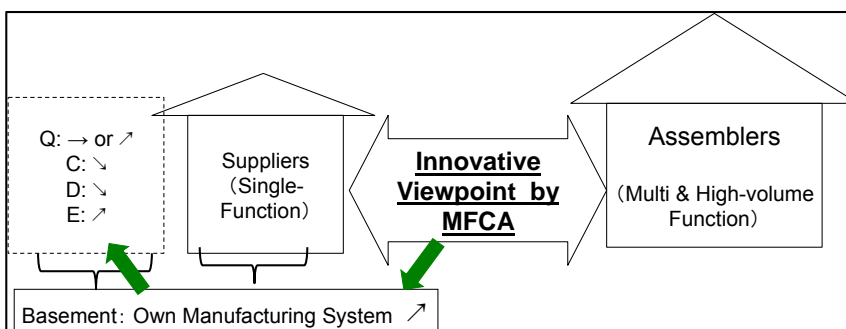 Q: → or ↗
C: ↘
D: ↘
E: ↗
Suppliers
（Single-
Function）
Innovative
Viewpoint by
MFCA
Assemblers
（Multi & High-volume
Function）
Basement： Own Manufacturing System ↗